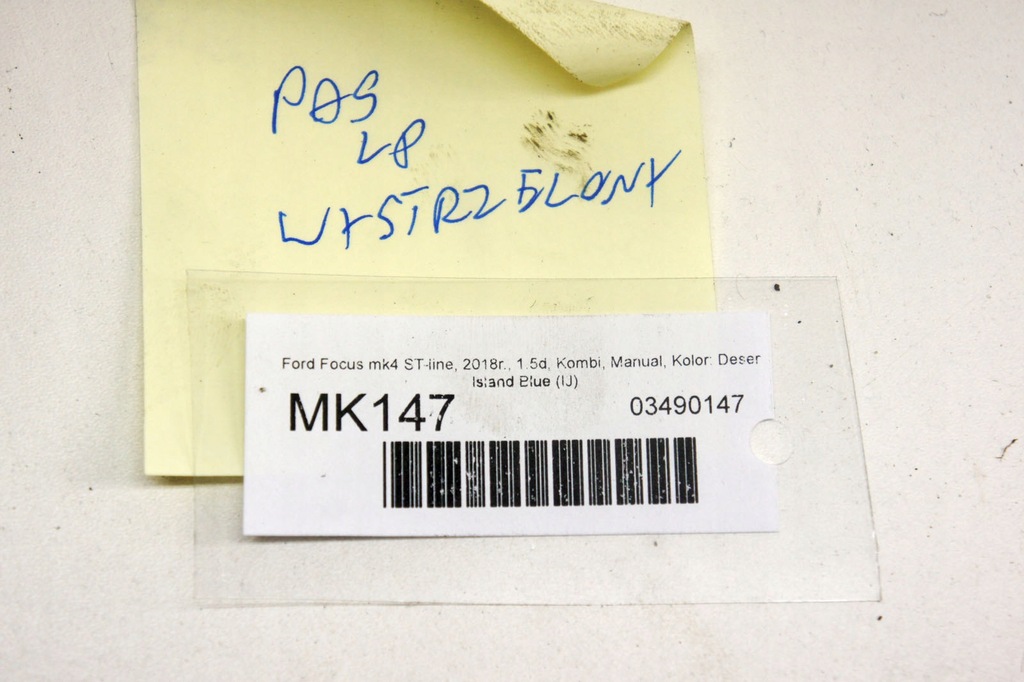 PAS
LP
WYSTRZELONY
Ford Focus mk4 ST-line, 2018r., 1.5d, Kombi, Manual, Kolor: Deser
Island Blue (IJ)
MK147 03490147